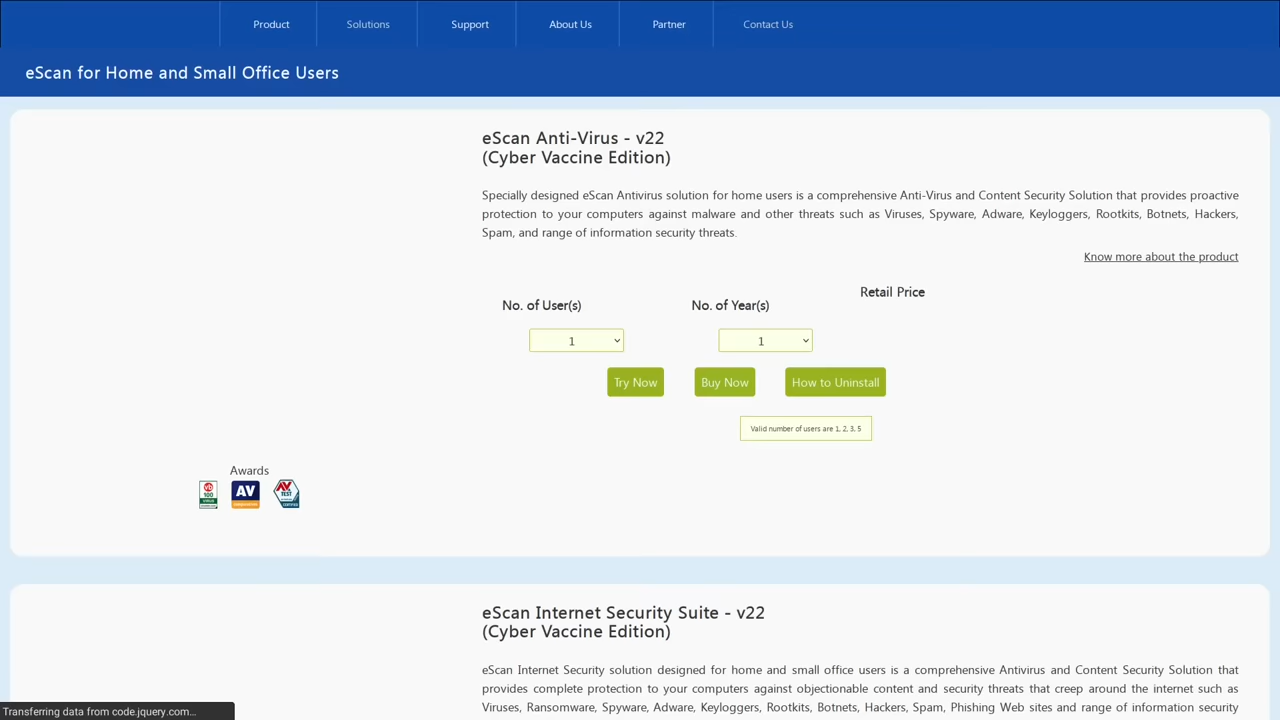 Product
Solutions
Support
About Us
Partner
Contact Us
eScan for Home and Small Office Users
eScan Anti-Virus - v22
(Cyber Vaccine Edition)
Specially designed eScan Antivirus solution for home users is a comprehensive Anti-Virus and Content Security Solution that provides proactive
protection to your computers against malware and other threats such as Viruses, Spyware, Adware, Keyloggers, Rootkits, Botnets, Hackers,
Spam, and range of information security threats.
Know more about the product
No. of User(s)
No. of Year(s)
Retail Price
1
1
Try Now
Buy Now
How to Uninstall
Valid number of users are 1, 2, 3, 5
Awards
VB
100
VIRUS
AV
AV
TEST
eScan Internet Security Suite - v22
(Cyber Vaccine Edition)
eScan Internet Security solution designed for home and small office users is a comprehensive Antivirus and Content Security Solution that
provides complete protection to your computers against objectionable content and security threats that creep around the internet such as
Viruses, Ransomware, Spyware, Adware, Keyloggers, Rootkits, Botnets, Hackers, Spam, Phishing Web sites and range of information security
Transferring data from code.jquery.com...